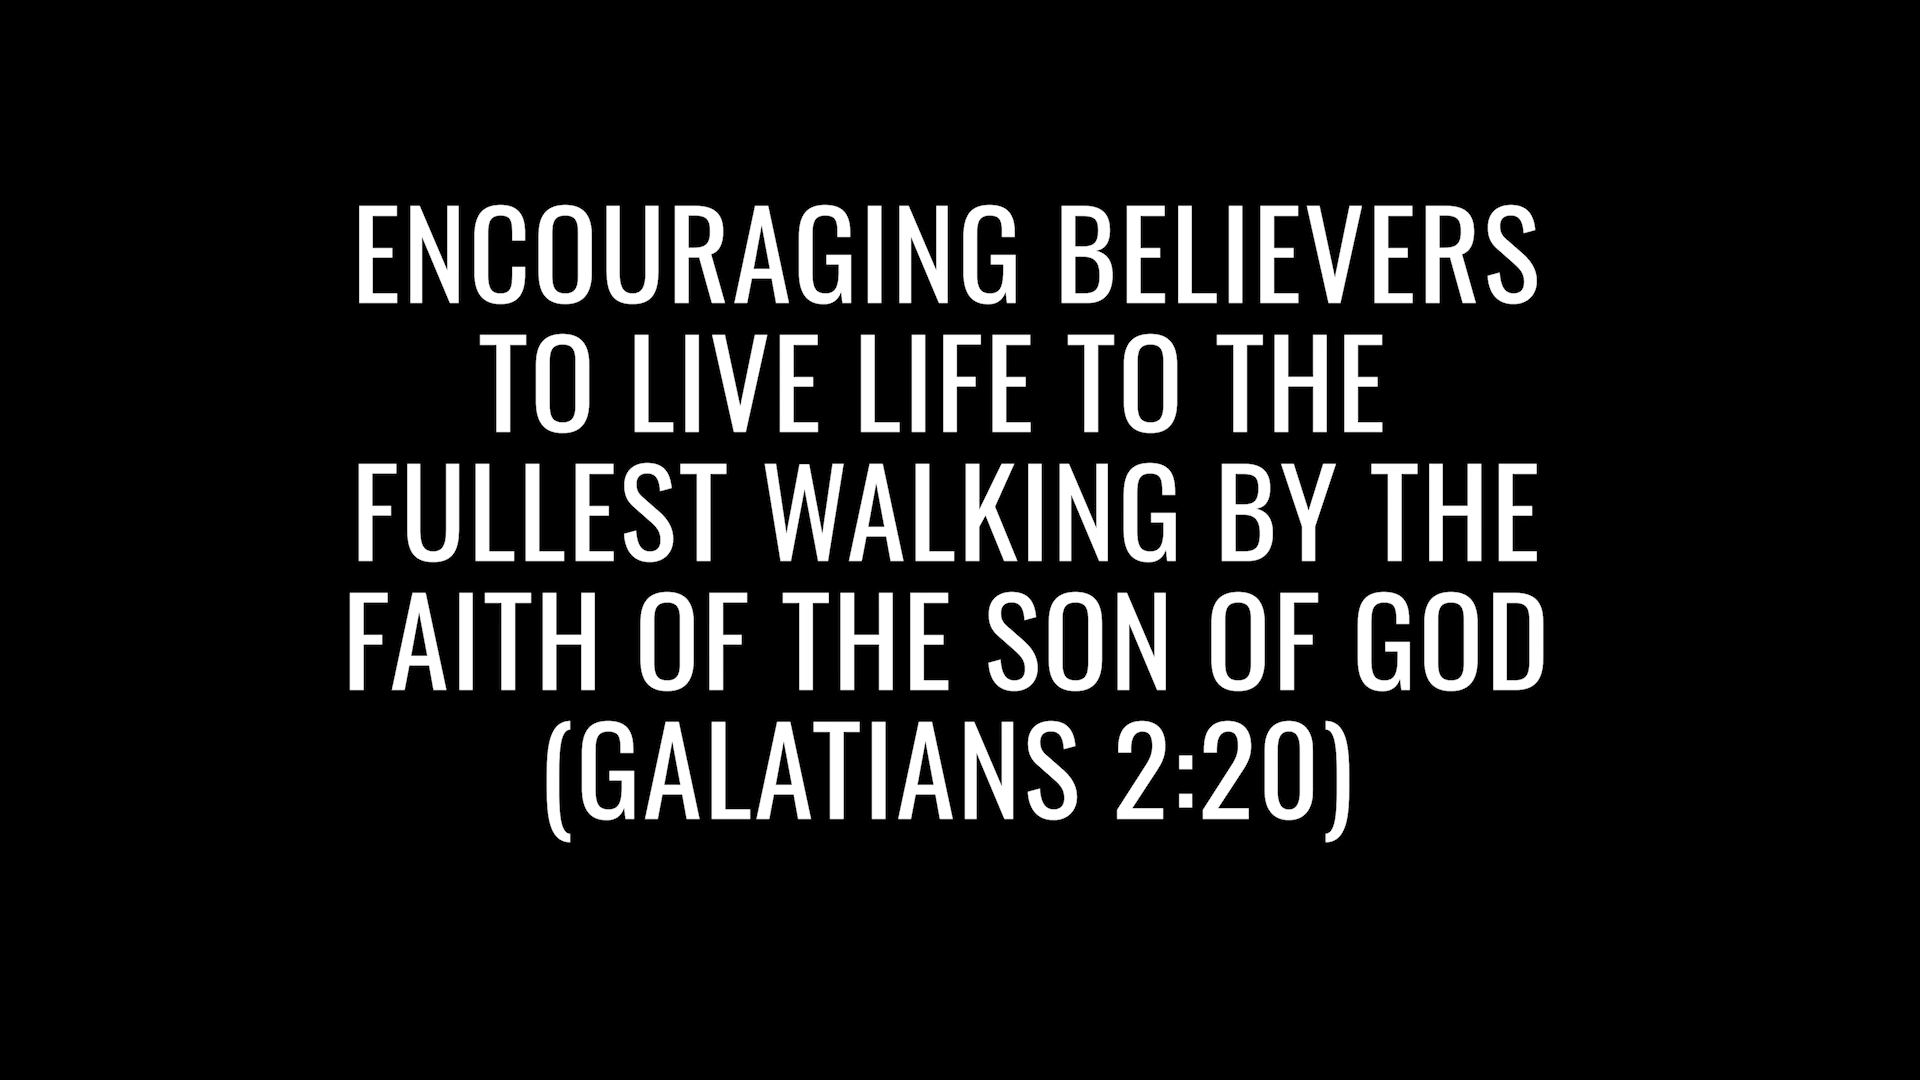 ENCOURAGING BELIEVERS
TO LIVE LIFE TO THE
FULLEST WALKING BY THE
FAITH OF THE SON OF GOD
(GALATIANS 2:20)